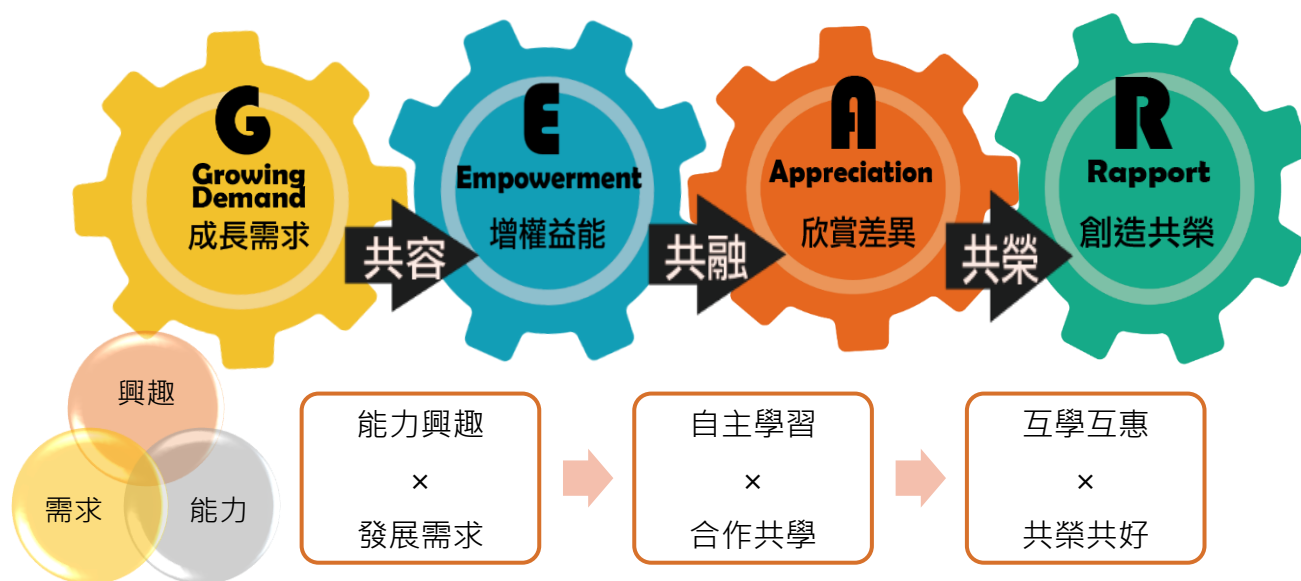 G
Growing
Demand
成長需求
共容
E
Empowerment
增權益能
共融
A
Appreciation
欣賞差異
共榮
R
Rapport
創造共榮
興趣
需求
能力
能力興趣
×
發展需求
自主學習
×
合作共學
互學互惠
×
共榮共好